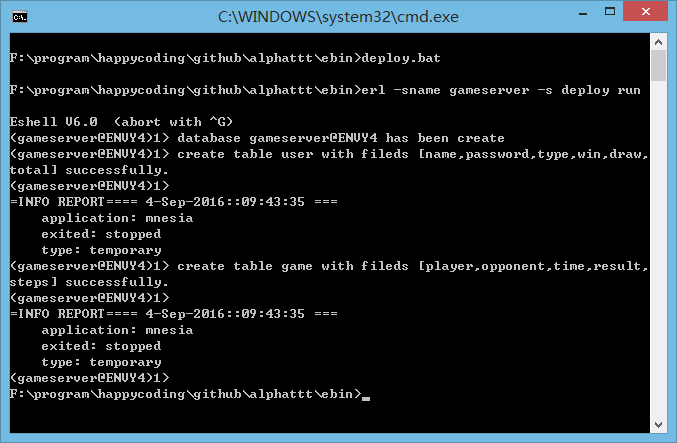 C:\WINDOWS\system32\cmd.exe
F:\program\happycoding\github\alphattt\ebin>deploy.bat
F:\program\happycoding\github\alphattt\ebin>erl -sname gameserver -s deploy run
Eshell V6.0  (abort with ^G)
(gameserver@ENVY4)1> database gameserver@ENVY4 has been create
(gameserver@ENVY4)1> create table user with fileds [name,password,type,win,draw,
total] successfully.
(gameserver@ENVY4)1>
=INFO REPORT==== 4-Sep-2016::09:43:35 ===
    application: mnesia
    exited: stopped
    type: temporary
(gameserver@ENVY4)1> create table game with fileds [player,opponent,time,result,
steps] successfully.
(gameserver@ENVY4)1>
=INFO REPORT==== 4-Sep-2016::09:43:35 ===
    application: mnesia
    exited: stopped
    type: temporary
(gameserver@ENVY4)1>
F:\program\happycoding\github\alphattt\ebin>